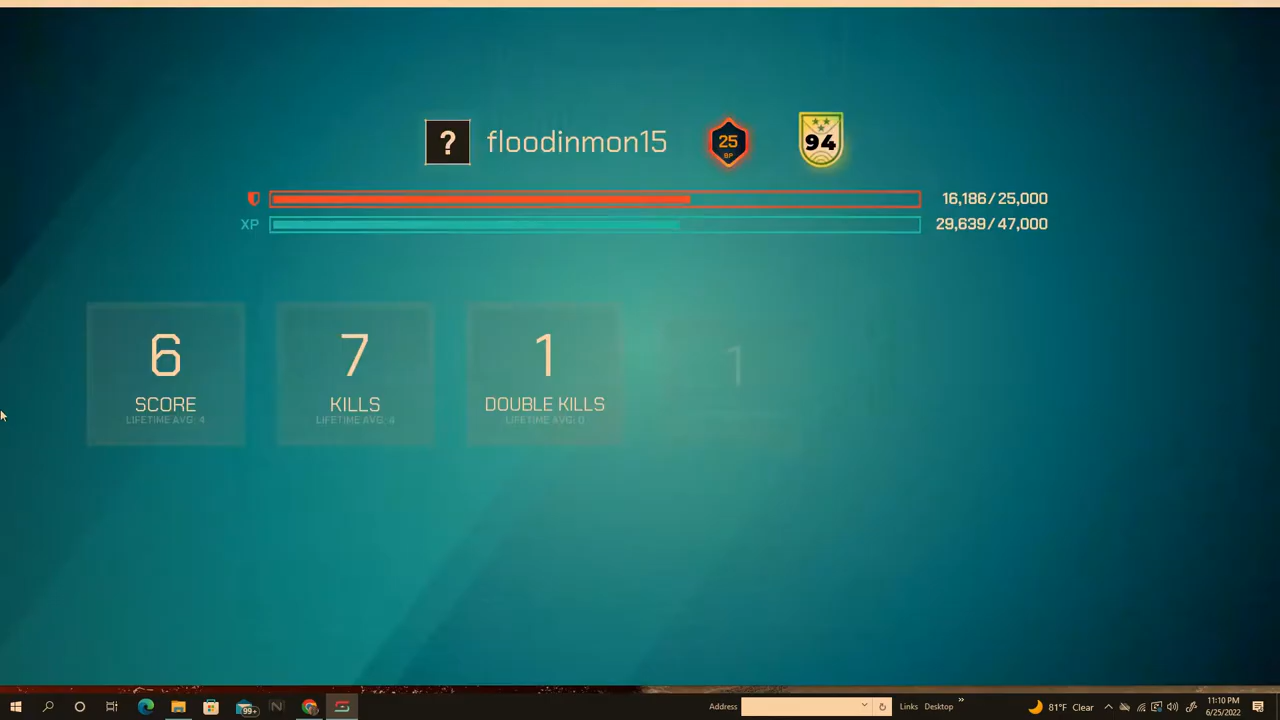 ? floodinmon15 25 BP 94
16,186/25,000
XP 29,639/47,000
6 7 1 1
SCORE KILLS DOUBLE KILLS
LIFETIME AVG: 4 LIFETIME AVG: 4 LIFETIME AVG: 0
99+ N Address Links Desktop » 81°F Clear 11:10 PM
6/25/2022